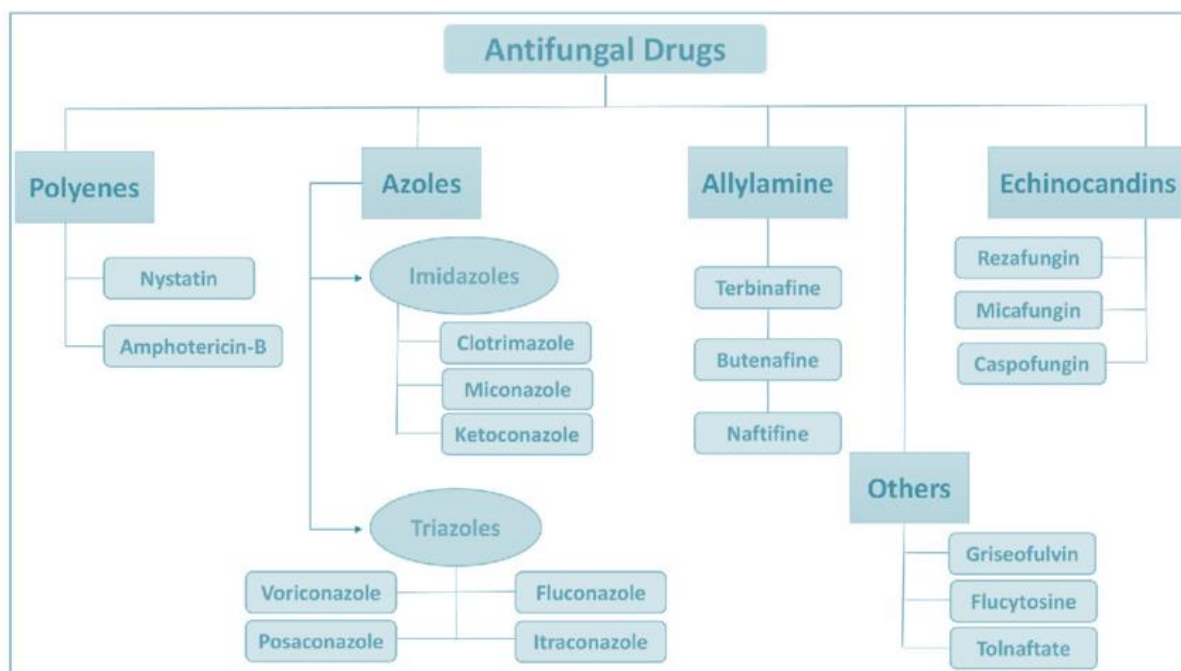 Antifungal Drugs
Polyenes
Nystatin
Amphotericin-B
Azoles
Imidazoles
Clotrimazole
Miconazole
Ketoconazole
Triazoles
Voriconazole
Fluconazole
Posaconazole
Itraconazole
Allylamine
Terbinafine
Butenafine
Naftifine
Others
Griseofulvin
Flucytosine
Tolnaftate
Echinocandins
Rezafungin
Micafungin
Caspofungin